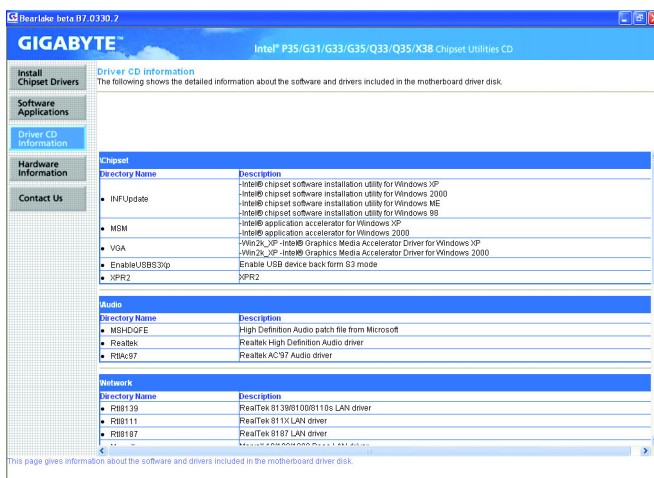 Bearlake beta B7.0330.2
GIGABYTE™
Intel® P35/G31/G33/G35/Q33/Q35/X38 Chipset Utilities CD
Install
Chipset Drivers
Software
Applications
Driver CD
Information
Hardware
Information
Contact Us
Driver CD information
The following shows the detailed information about the software and drivers included in the motherboard driver disk.
\Chipset
Directory Name Description
• INFUpdate
-Intel® chipset software installation utility for Windows XP
-Intel® chipset software installation utility for Windows 2000
-Intel® chipset software installation utility for Windows ME
-Intel® chipset software installation utility for Windows 98
• MSM
-Intel® application accelerator for Windows XP
-Intel® application accelerator for Windows 2000
• VGA
-Win2k_XP -Intel® Graphics Media Accelerator Driver for Windows XP
-Win2k_XP -Intel® Graphics Media Accelerator Driver for Windows 2000
• EnableUSBS3Xp Enable USB device back form S3 mode
• XPR2 XPR2
\Audio
Directory Name Description
• MSHDQFE High Definition Audio patch file from Microsoft
• Realtek Realtek High Definition Audio driver
• RtlAc97 Realtek AC'97 Audio driver
\Network
Directory Name Description
• Rtl8139 RealTek 8139/8100/8110s LAN driver
• Rtl8111 RealTek 811X LAN driver
• Rtl8187 RealTek 8187 LAN driver
This page gives information about the software and drivers included in the motherboard driver disk.